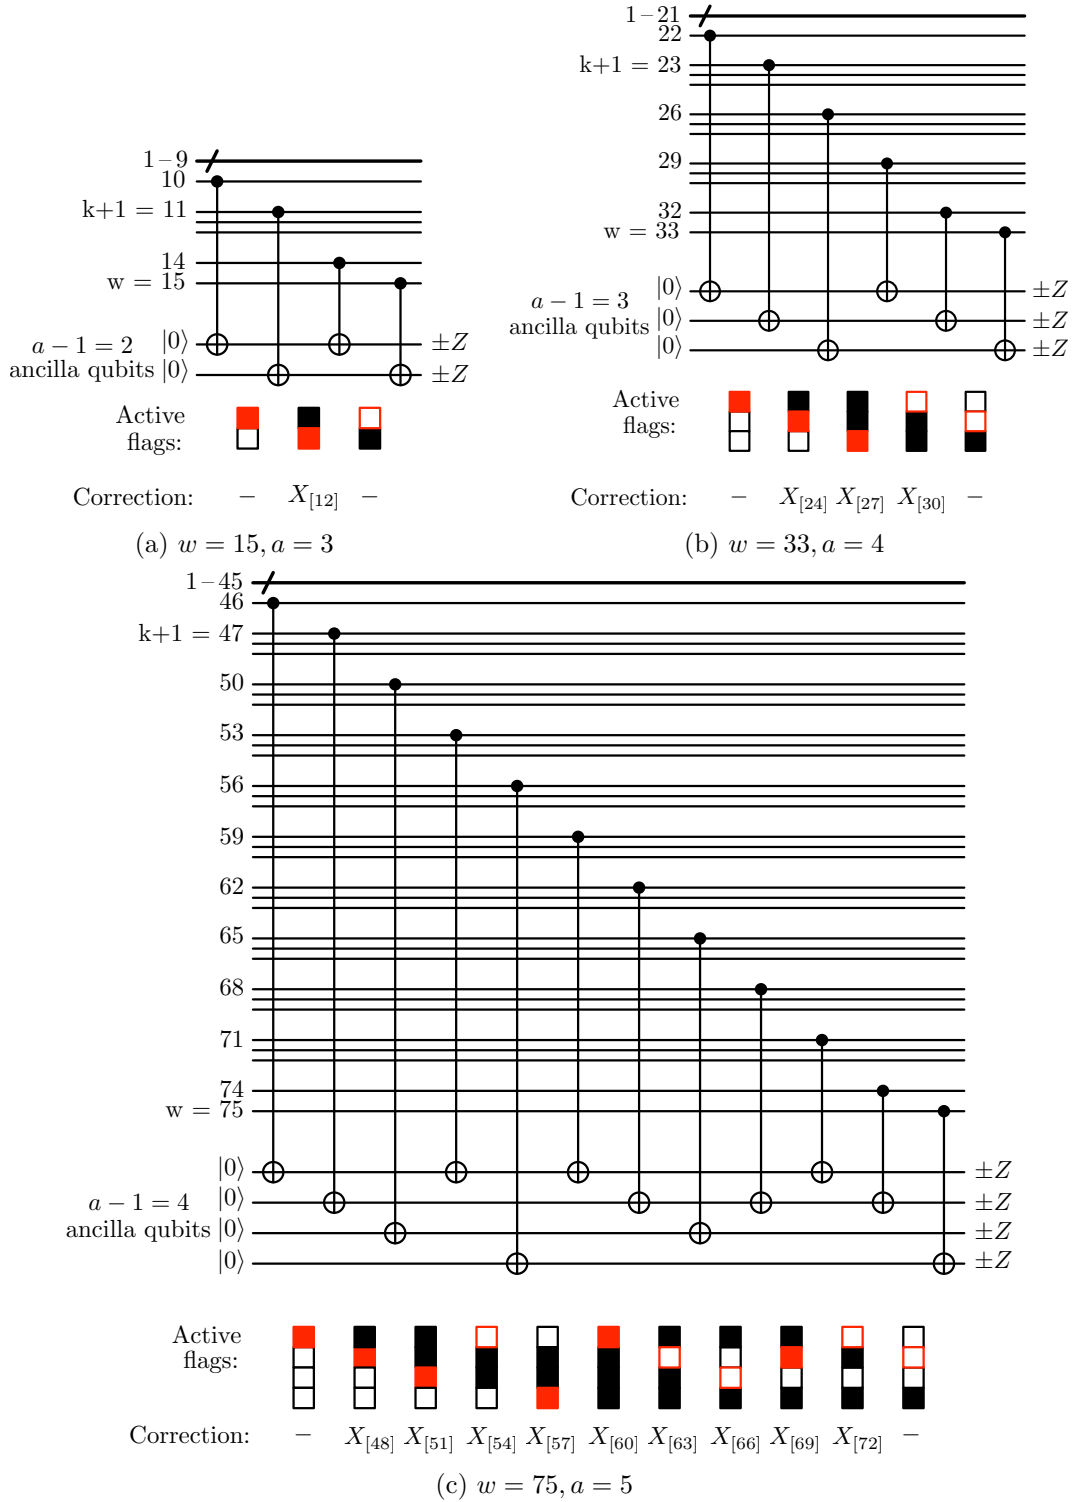 1–9
10
k+1 = 11
14
w = 15
a − 1 = 2
ancilla qubits
|0⟩ ±Z
|0⟩ ±Z
Active
flags:
Correction: – X[12] –
(a) w = 15, a = 3
1–21
22
k+1 = 23
26
29
32
w = 33
a − 1 = 3
ancilla qubits
|0⟩ ±Z
|0⟩ ±Z
|0⟩ ±Z
Active
flags:
Correction: – X[24] X[27] X[30] –
(b) w = 33, a = 4
1–45
46
k+1 = 47
50
53
56
59
62
65
68
71
74
w = 75
a − 1 = 4
ancilla qubits
|0⟩ ±Z
|0⟩ ±Z
|0⟩ ±Z
|0⟩ ±Z
Active
flags:
Correction: – X[48] X[51] X[54] X[57] X[60] X[63] X[66] X[69] X[72] –
(c) w = 75, a = 5